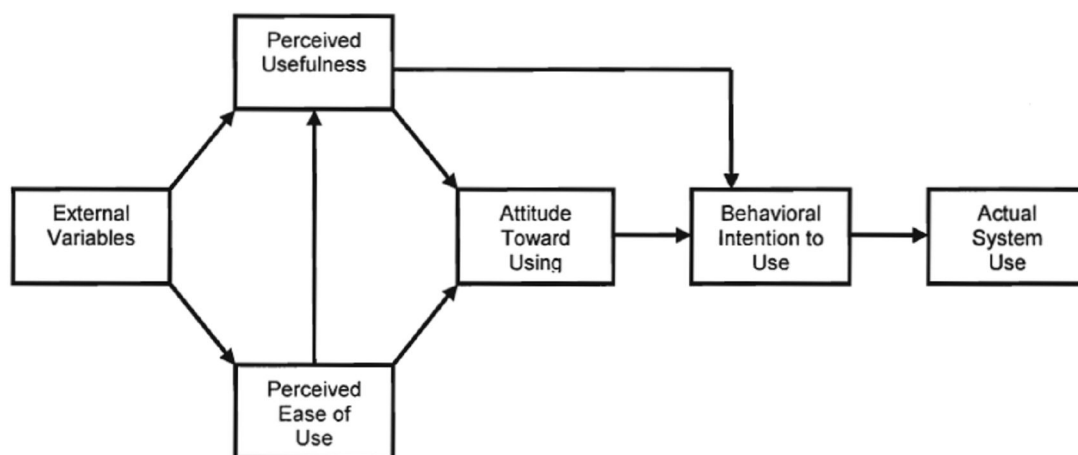 Perceived
Usefulness
External
Variables
Attitude
Toward
Using
Behavioral
Intention to
Use
Actual
System
Use
Perceived
Ease of
Use